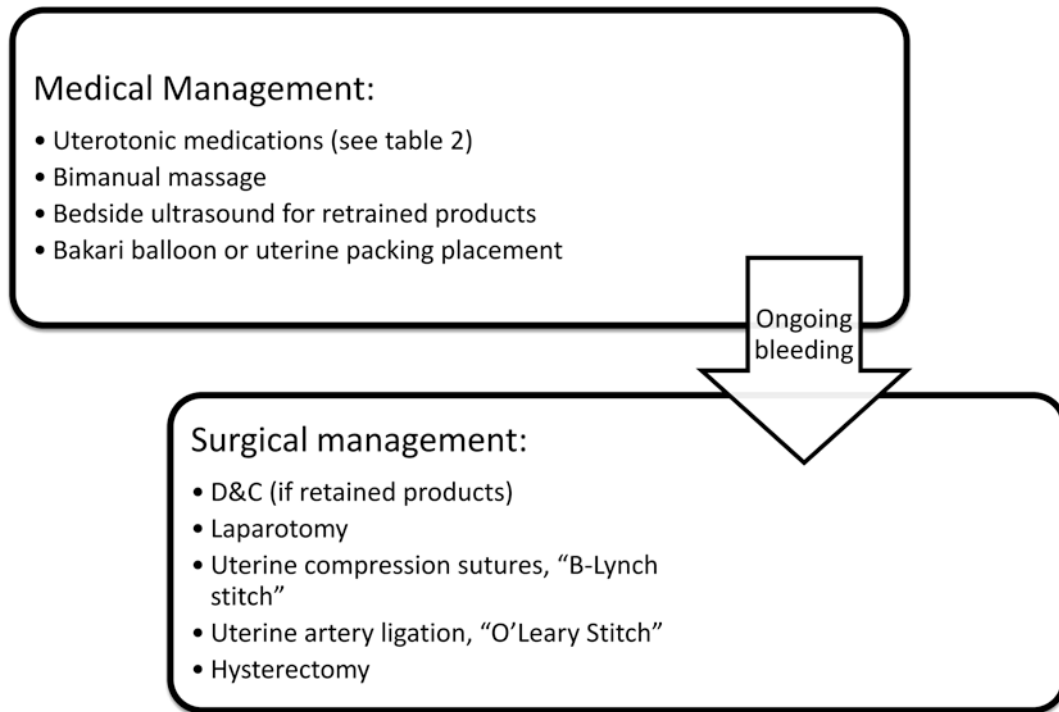 Medical Management:
• Uterotonic medications (see table 2)
• Bimanual massage
• Bedside ultrasound for retrained products
• Bakari balloon or uterine packing placement
Ongoing
bleeding
Surgical management:
• D&C (if retained products)
• Laparotomy
• Uterine compression sutures, “B-Lynch
stitch”
• Uterine artery ligation, “O’Leary Stitch”
• Hysterectomy